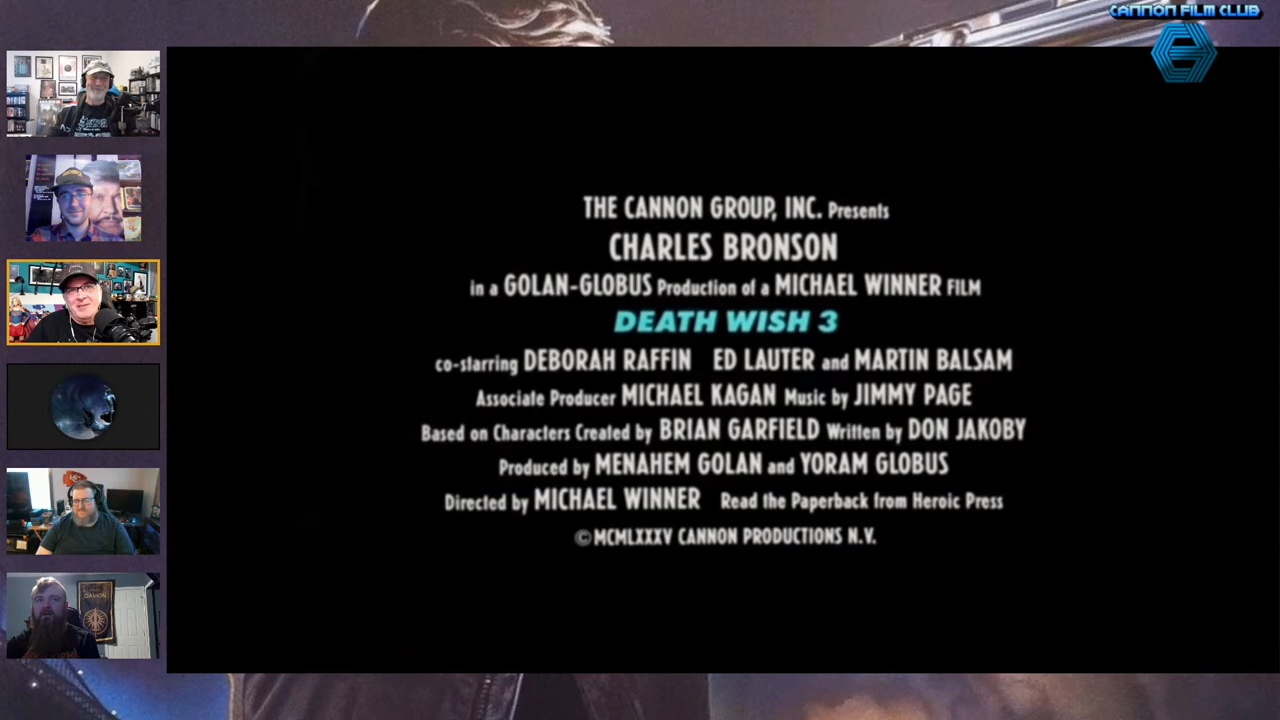 CANNON FILM CLUB
THE CANNON GROUP, INC. Presents
CHARLES BRONSON
in a GOLAN-GLOBUS Production of a MICHAEL WINNER FILM
DEATH WISH 3
co-starring DEBORAH RAFFIN ED LAUTER and MARTIN BALSAM
Associate Producer MICHAEL KAGAN Music by JIMMY PAGE
Based on Characters Created by BRIAN GARFIELD Written by DON JAKOBY
Produced by MENAHEM GOLAN and YORAM GLOBUS
Directed by MICHAEL WINNER Read the Paperback from Heroic Press
©MCMLXXXV CANNON PRODUCTIONS N.V.